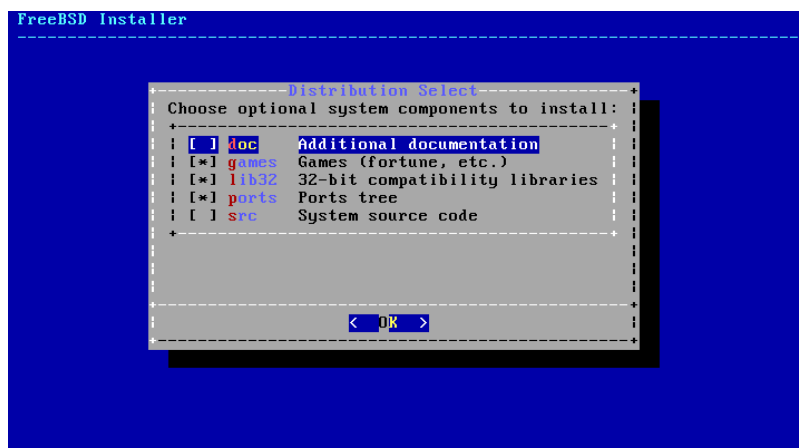 FreeBSD Installer
Distribution Select
Choose optional system components to install:
[ ] doc Additional documentation
[*] games Games (fortune, etc.)
[*] lib32 32-bit compatibility libraries
[*] ports Ports tree
[ ] src System source code
< OK >